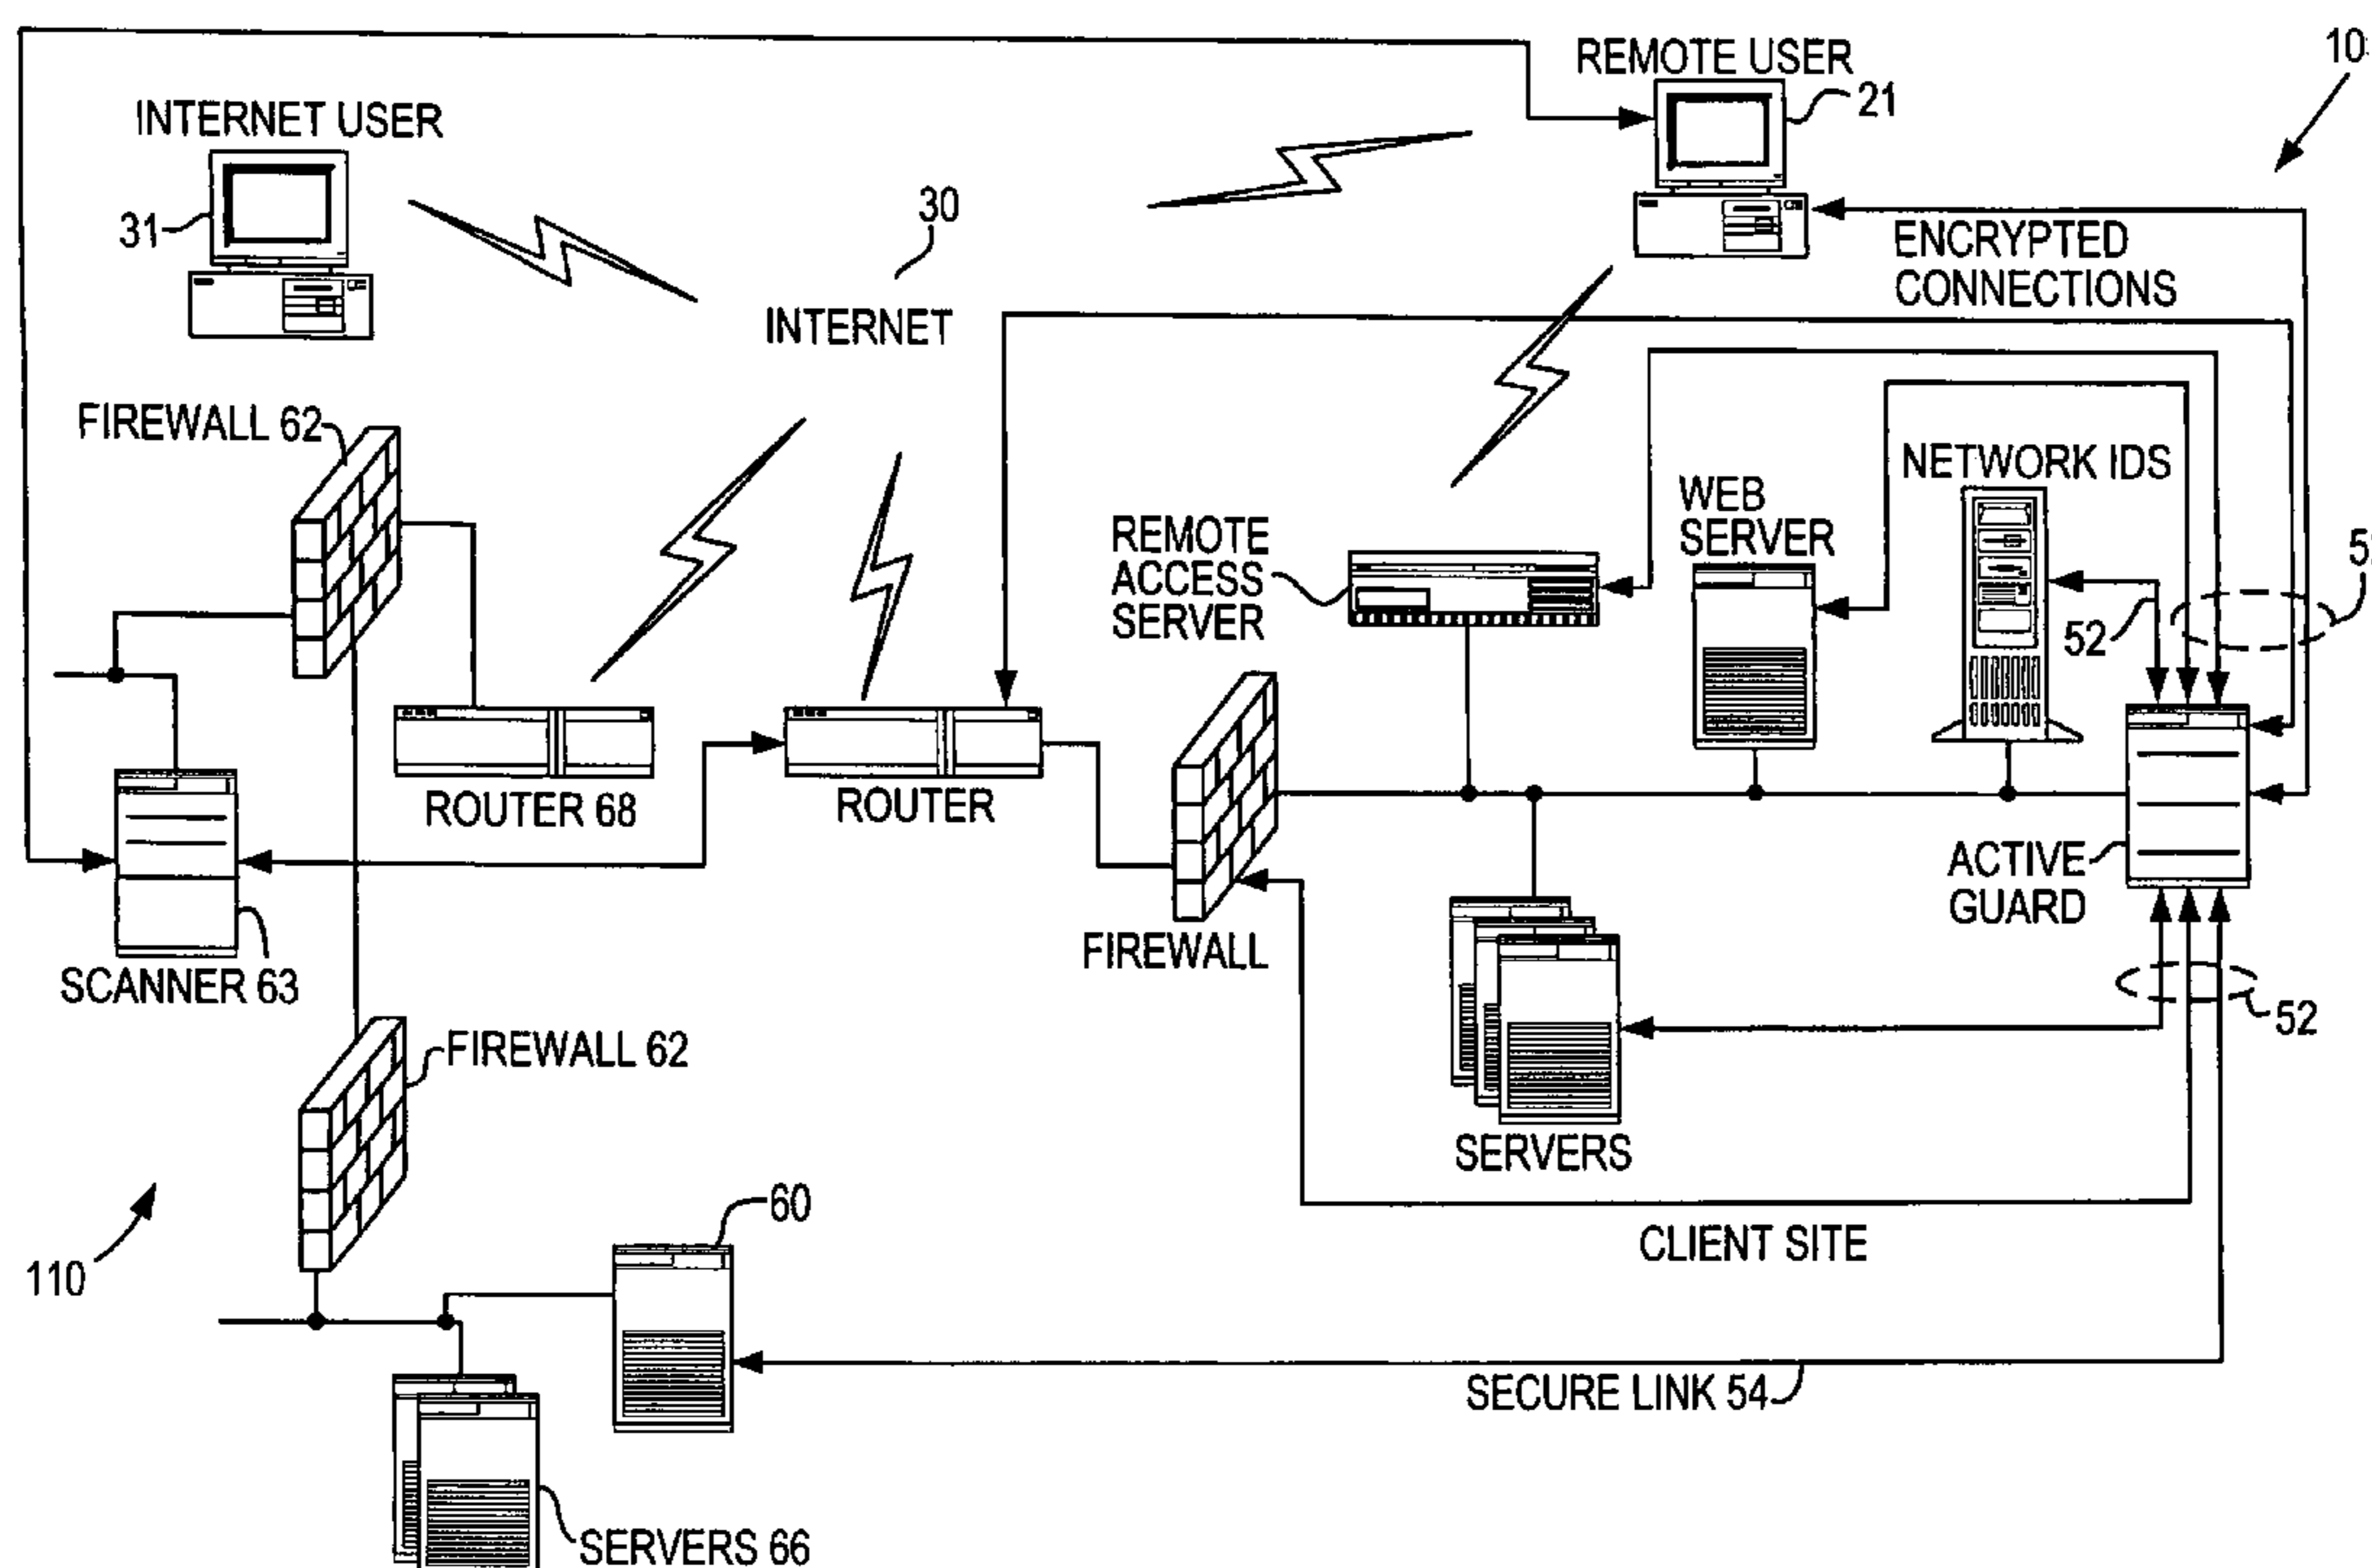 REMOTE USER
10
21
INTERNET USER
31
30
INTERNET
ENCRYPTED
CONNECTIONS
FIREWALL 62
NETWORK IDS
WEB
SERVER
REMOTE
ACCESS
SERVER
52
ROUTER 68
ROUTER
ACTIVE
GUARD
FIREWALL
SCANNER 63
52
FIREWALL 62
SERVERS
60
CLIENT SITE
110
SECURE LINK 54
SERVERS 66